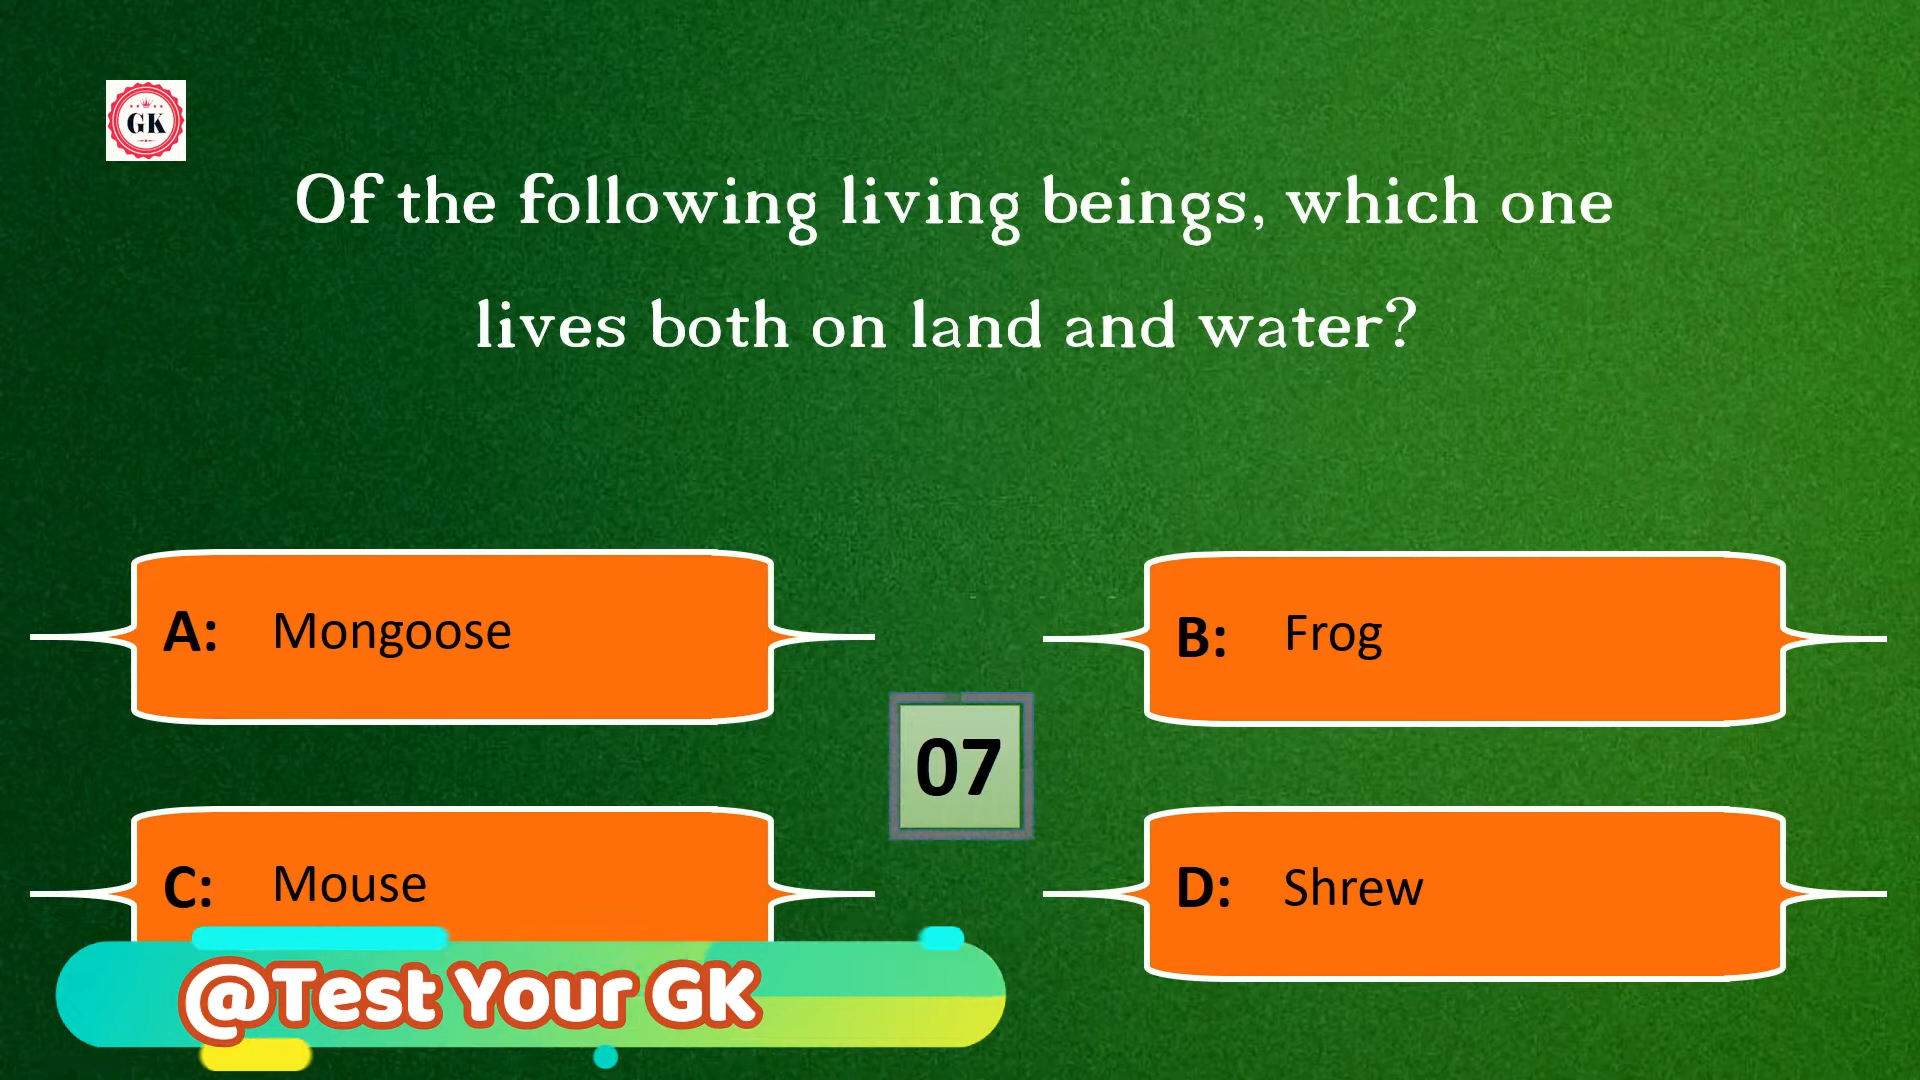 GK
Of the following living beings, which one
lives both on land and water?
A: Mongoose
B: Frog
07
C: Mouse
D: Shrew
@Test Your GK